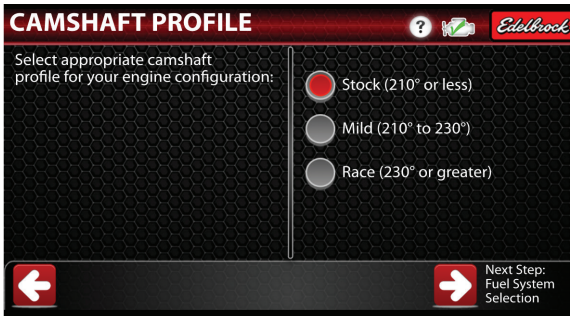 CAMSHAFT PROFILE
?
Edelbrock
Select appropriate camshaft
profile for your engine configuration:
Stock (210° or less)
Mild (210° to 230°)
Race (230° or greater)
Next Step:
Fuel System
Selection